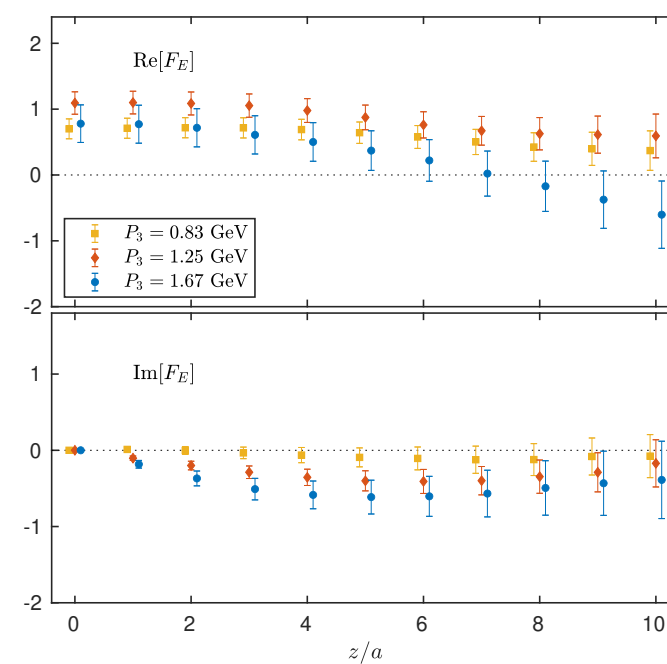 2
Re[F_E]
1
0
-1
P_3 = 0.83 GeV
P_3 = 1.25 GeV
P_3 = 1.67 GeV
-2
Im[F_E]
1
0
-1
-2
0 2 4 6 8 10
z/a